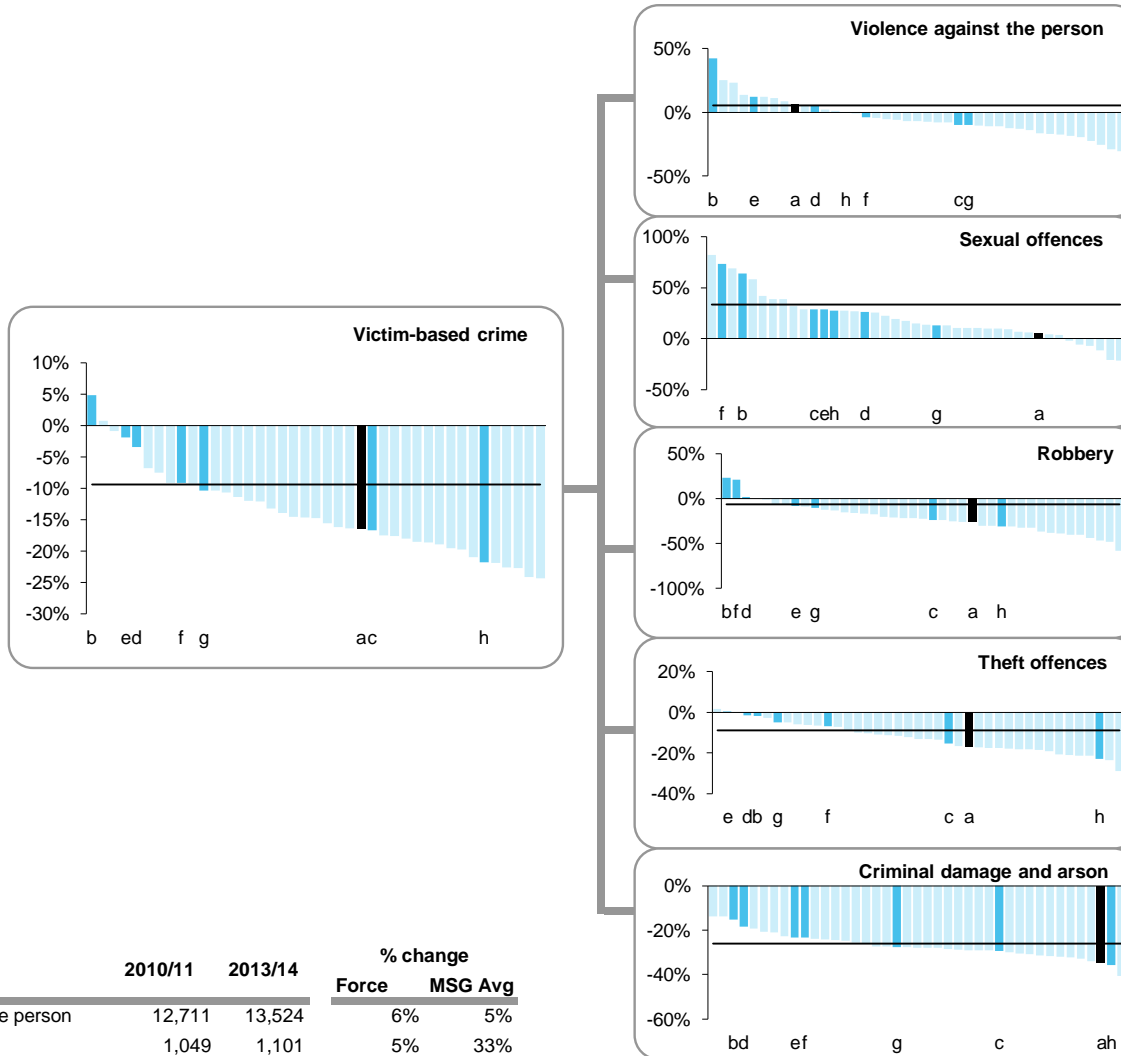 Violence against the person
50%
0%
-50%
b e a d h f cg
Sexual offences
100%
50%
0%
-50%
f b ceh d g a
Victim-based crime
10%
5%
0%
-5%
-10%
-15%
-20%
-25%
-30%
b ed f g ac h
Robbery
50%
0%
-50%
-100%
bfd e g c a h
Theft offences
20%
0%
-20%
-40%
e db g f c a h
Criminal damage and arson
0%
-20%
-40%
-60%
bd ef g c ah
% change
2010/11 2013/14 Force MSG Avg
e person 12,711 13,524 6% 5%
1,049 1,101 5% 33%